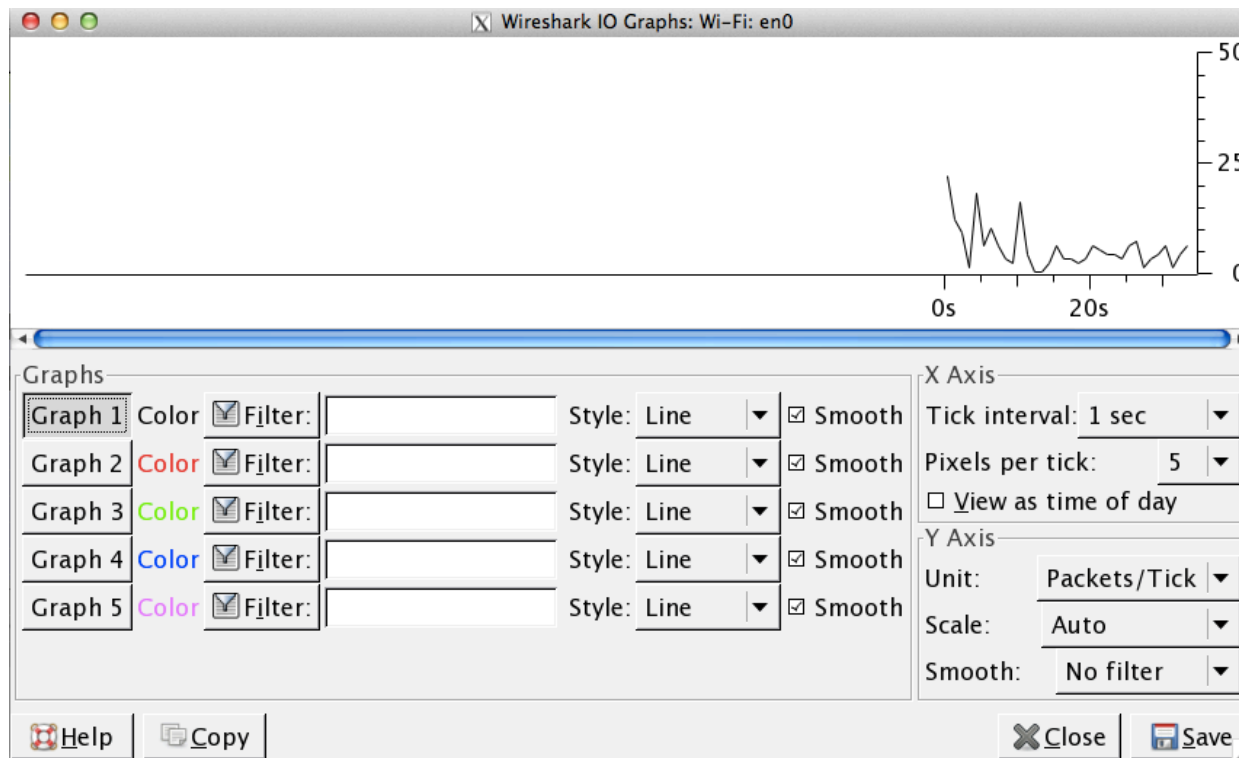 Wireshark IO Graphs: Wi-Fi: en0
50
25
0
0s 20s
Graphs
Graph 1 Color Filter: Style: Line Smooth
Graph 2 Color Filter: Style: Line Smooth
Graph 3 Color Filter: Style: Line Smooth
Graph 4 Color Filter: Style: Line Smooth
Graph 5 Color Filter: Style: Line Smooth
X Axis
Tick interval: 1 sec
Pixels per tick: 5
View as time of day
Y Axis
Unit: Packets/Tick
Scale: Auto
Smooth: No filter
Help Copy Close Save